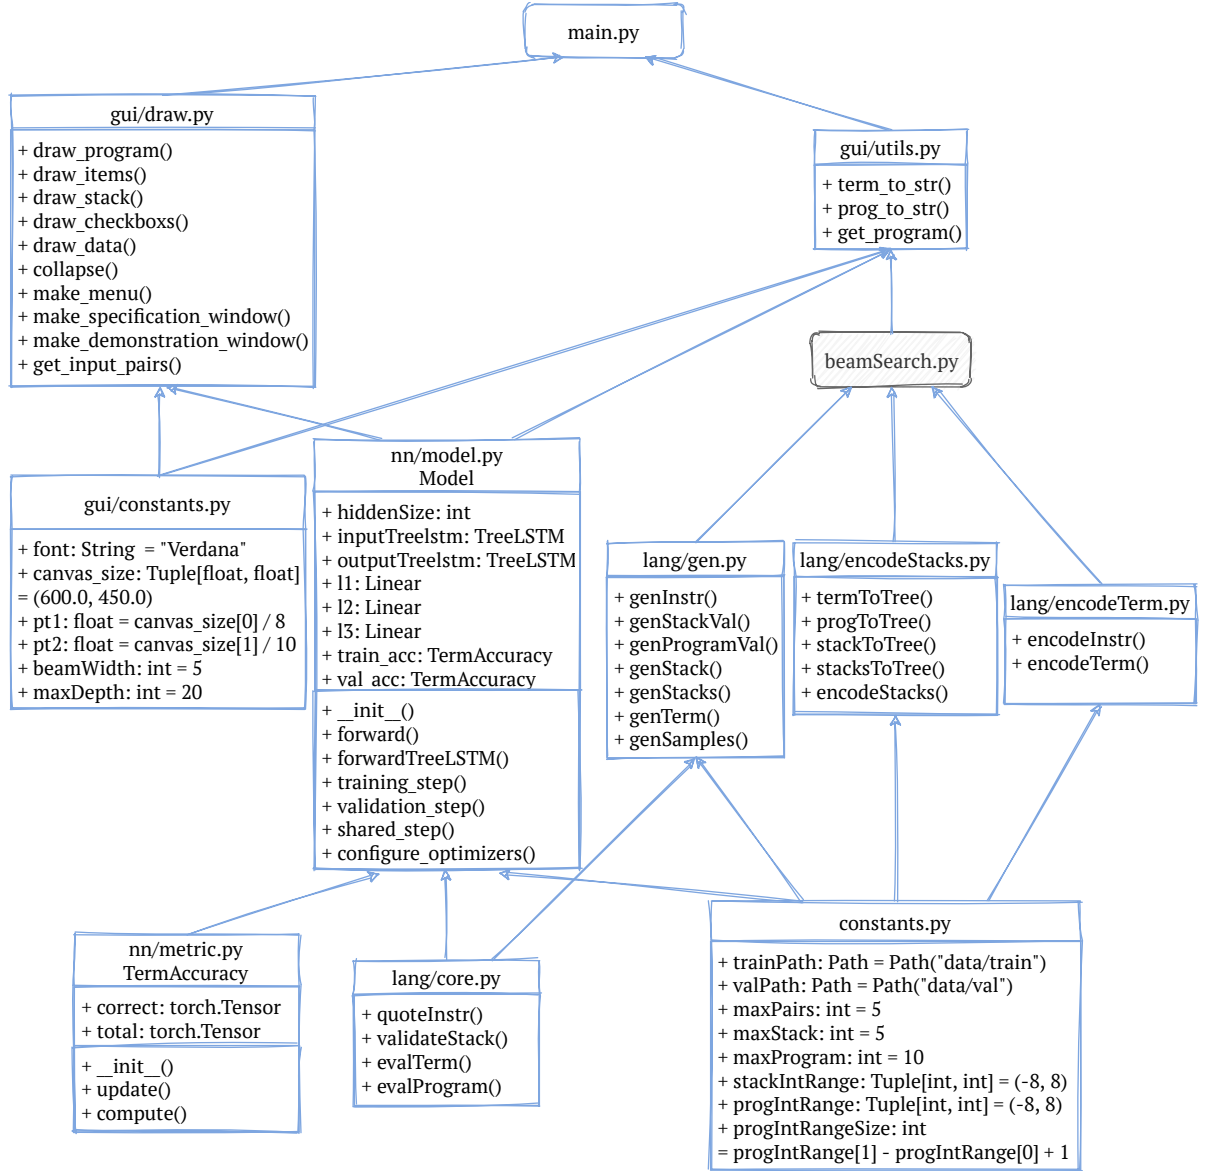 main.py
gui/draw.py
+ draw_program()
+ draw_items()
+ draw_stack()
+ draw_checkboxs()
+ draw_data()
+ collapse()
+ make_menu()
+ make_specification_window()
+ make_demonstration_window()
+ get_input_pairs()
gui/utils.py
+ term_to_str()
+ prog_to_str()
+ get_program()
beamSearch.py
gui/constants.py
+ font: String  = "Verdana"
+ canvas_size: Tuple[float, float]
= (600.0, 450.0)
+ pt1: float = canvas_size[0] / 8
+ pt2: float = canvas_size[1] / 10
+ beamWidth: int = 5
+ maxDepth: int = 20
nn/model.py
Model
+ hiddenSize: int
+ inputTreelstm: TreeLSTM
+ outputTreelstm: TreeLSTM
+ l1: Linear
+ l2: Linear
+ l3: Linear
+ train_acc: TermAccuracy
+ val_acc: TermAccuracy
+ __init__()
+ forward()
+ forwardTreeLSTM()
+ training_step()
+ validation_step()
+ shared_step()
+ configure_optimizers()
lang/gen.py
+ genInstr()
+ genStackVal()
+ genProgramVal()
+ genStack()
+ genStacks()
+ genTerm()
+ genSamples()
lang/encodeStacks.py
+ termToTree()
+ progToTree()
+ stackToTree()
+ stacksToTree()
+ encodeStacks()
lang/encodeTerm.py
+ encodeInstr()
+ encodeTerm()
nn/metric.py
TermAccuracy
+ correct: torch.Tensor
+ total: torch.Tensor
+ __init__()
+ update()
+ compute()
lang/core.py
+ quoteInstr()
+ validateStack()
+ evalTerm()
+ evalProgram()
constants.py
+ trainPath: Path = Path("data/train")
+ valPath: Path = Path("data/val")
+ maxPairs: int = 5
+ maxStack: int = 5
+ maxProgram: int = 10
+ stackIntRange: Tuple[int, int] = (-8, 8)
+ progIntRange: Tuple[int, int] = (-8, 8)
+ progIntRangeSize: int
= progIntRange[1] - progIntRange[0] + 1